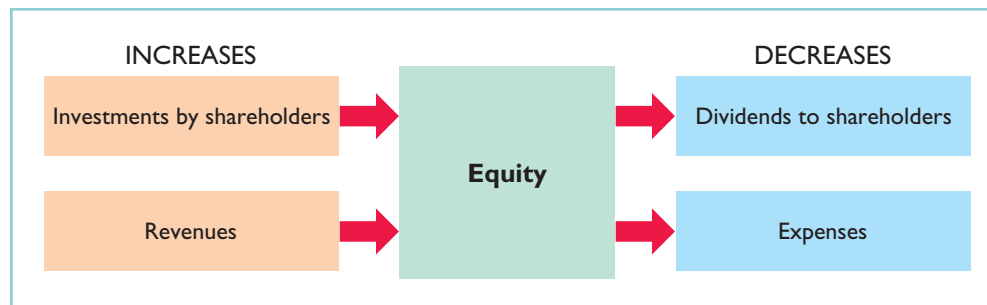 INCREASES
DECREASES
Investments by shareholders
Equity
Dividends to shareholders
Revenues
Expenses